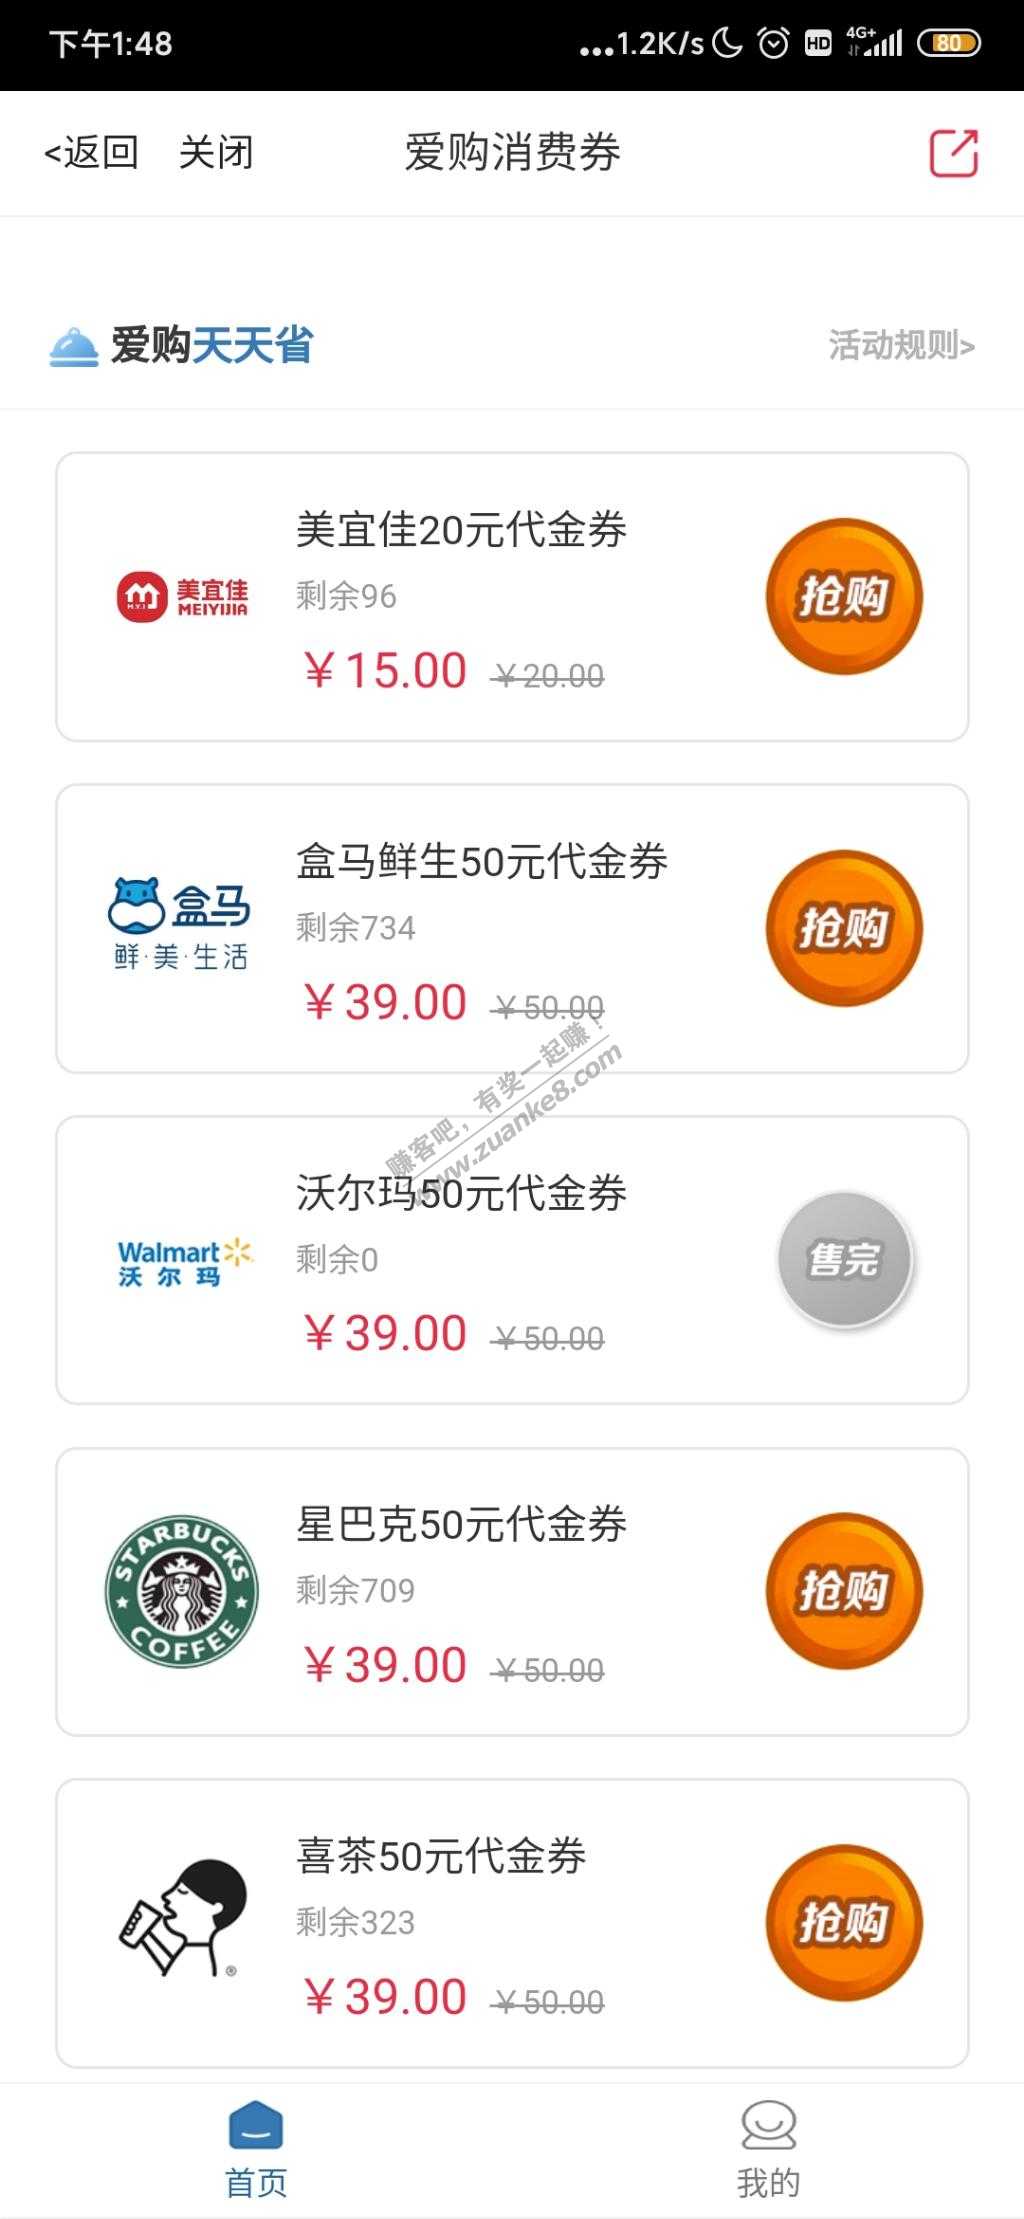 下午1:48
...1.2K/s HD 4G+ 80
<返回 关闭 爱购消费券
爱购天天省 活动规则>
美宜佳20元代金券
剩余96
￥15.00 ￥20.00
美宜佳
MEIYIJIA
M.Y.J
抢购
盒马鲜生50元代金券
剩余734
￥39.00 ￥50.00
盒马
鲜·美·生活
抢购
赚客吧，有奖一起赚！
www.zuanke8.com
沃尔玛50元代金券
剩余0
￥39.00 ￥50.00
Walmart
沃尔玛
售完
星巴克50元代金券
剩余709
￥39.00 ￥50.00
STARBUCKS
COFFEE
抢购
喜茶50元代金券
剩余323
￥39.00 ￥50.00
®
抢购
首页 我的